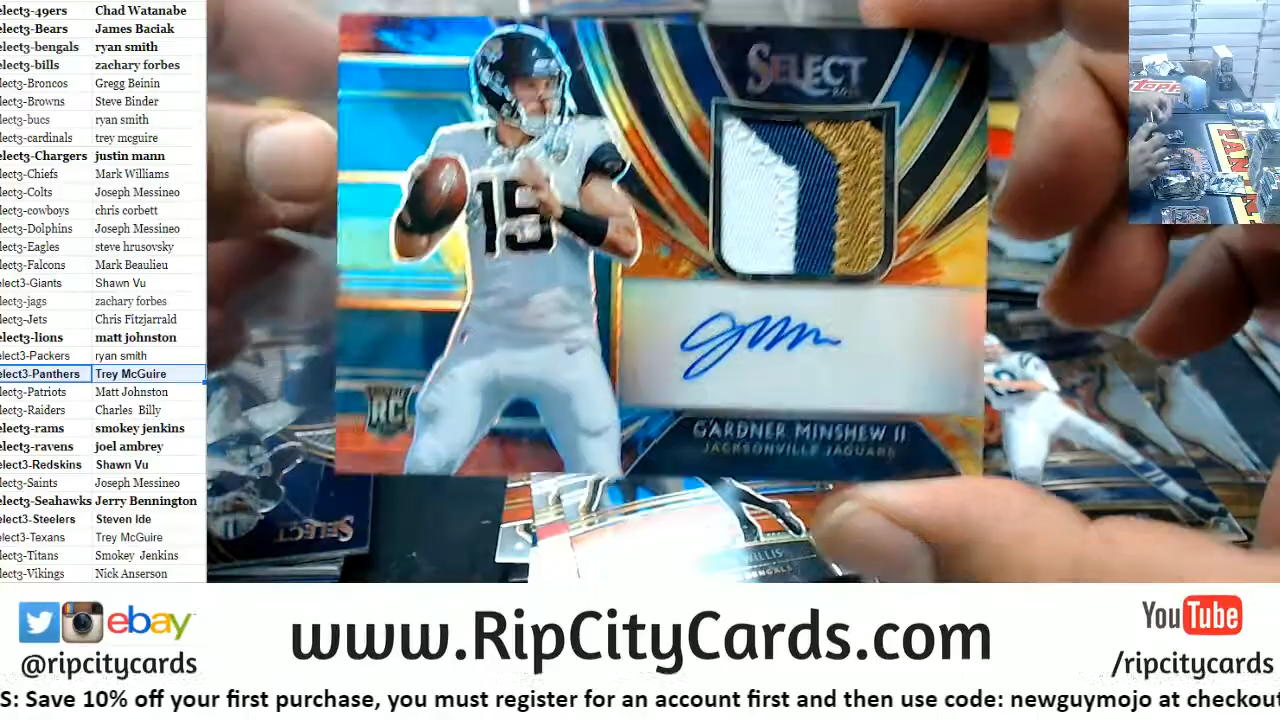 elect3-49ers Chad Watanabe
elect3-Bears James Baciak
elect3-bengals ryan smith
elect3-bills zachary forbes
elect3-Broncos Gregg Beinin
elect3-Browns Steve Binder
elect3-bucs ryan smith
elect3-cardinals trey mcguire
elect3-Chargers justin mann
elect3-Chiefs Mark Williams
elect3-Colts Joseph Messineo
elect3-cowboys chris corbett
elect3-Dolphins Joseph Messineo
elect3-Eagles steve hrusovsky
elect3-Falcons Mark Beaulieu
elect3-Giants Shawn Vu
elect3-jags zachary forbes
elect3-Jets Chris Fitzjarrald
elect3-lions matt johnston
elect3-Packers ryan smith
elect3-Panthers Trey McGuire
elect3-Patriots Matt Johnston
elect3-Raiders Charles Billy
elect3-rams smokey jenkins
elect3-ravens joel ambrey
elect3-Redskins Shawn Vu
elect3-Saints Joseph Messineo
elect3-Seahawks Jerry Bennington
elect3-Steelers Steven Ide
elect3-Texans Trey McGuire
elect3-Titans Smokey Jenkins
elect3-Vikings Nick Anserson
SELECT
15
RC
GARDNER MINSHEW II
JACKSONVILLE JAGUARS
SELECT
WILLIS
BENGALS
TOPPS
PANINI
ebay
@ripcitycards
www.RipCityCards.com
YouTube
/ripcitycards
S: Save 10% off your first purchase, you must register for an account first and then use code: newguymojo at checkout